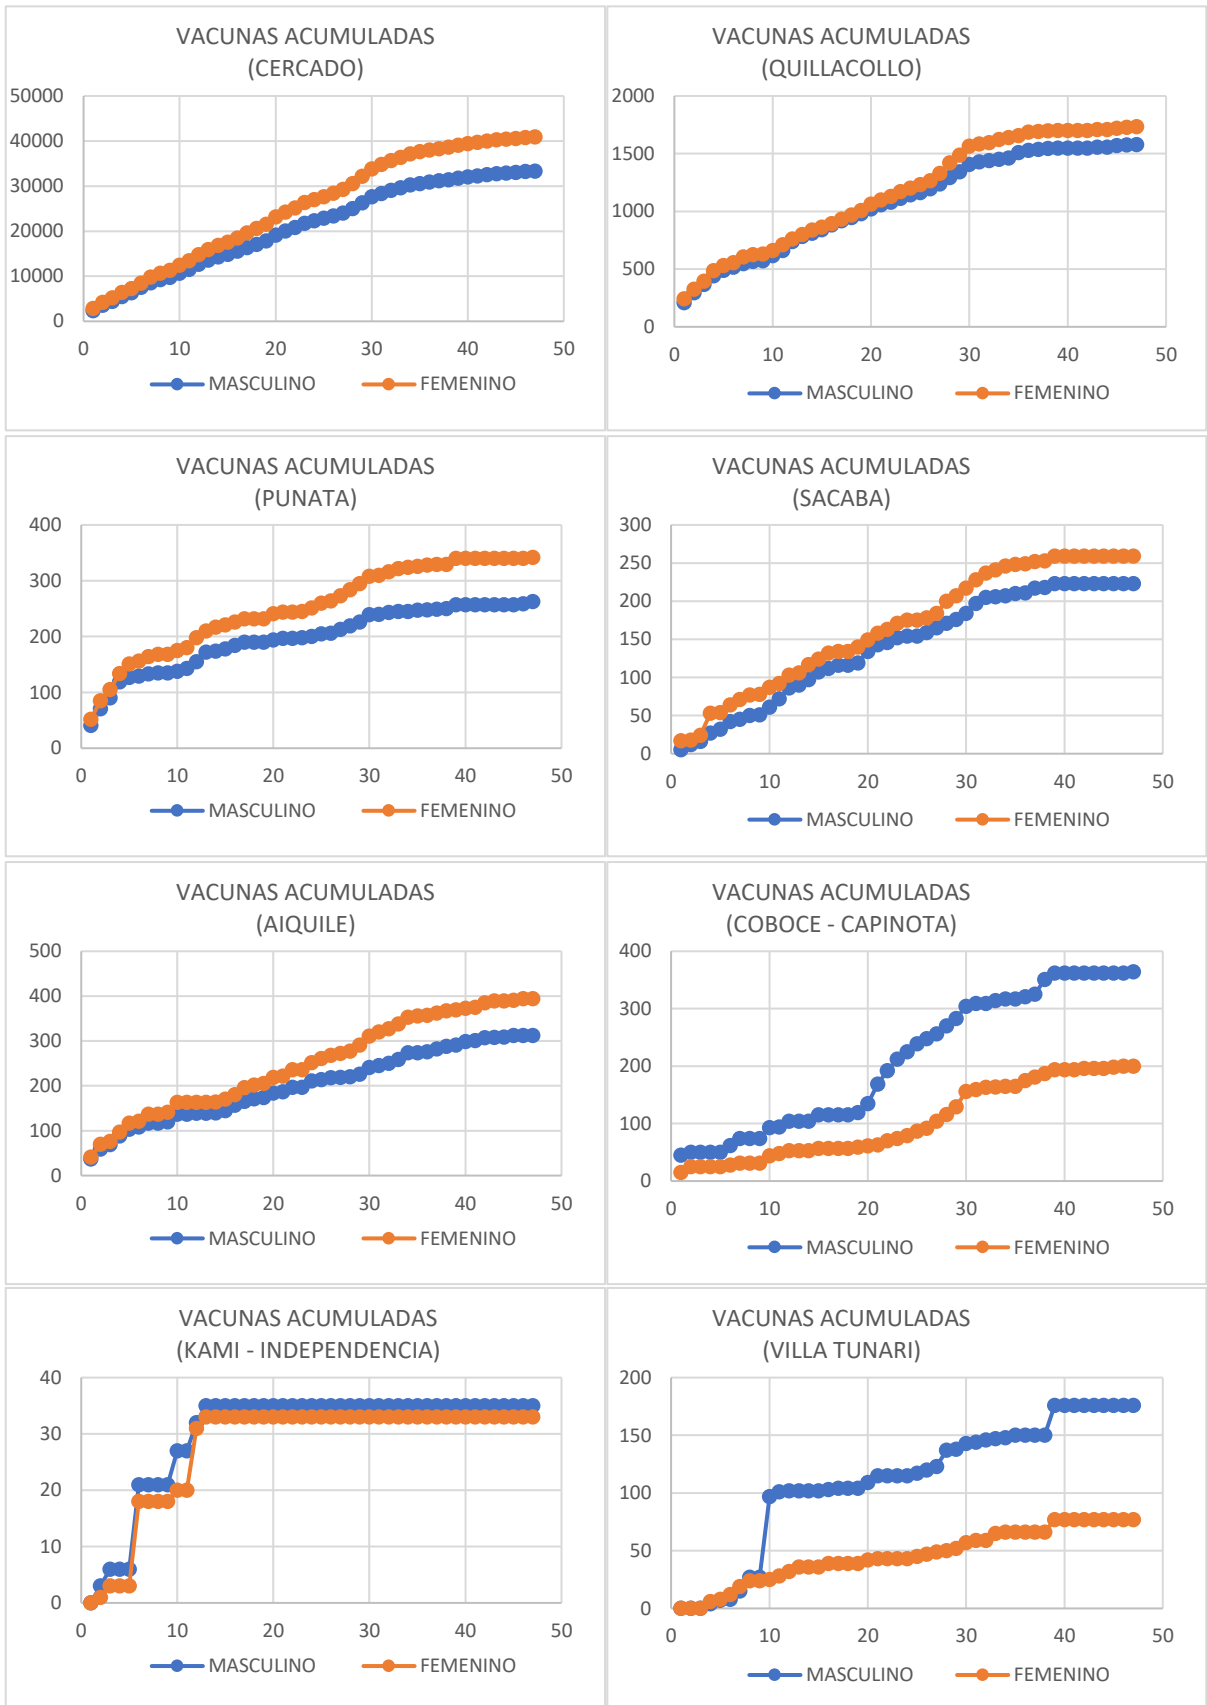 VACUNAS ACUMULADAS
(CERCADO)
50000
40000
30000
20000
10000
0
0 10 20 30 40 50
MASCULINO FEMENINO
VACUNAS ACUMULADAS
(QUILLACOLLO)
2000
1500
1000
500
0
0 10 20 30 40 50
MASCULINO FEMENINO
VACUNAS ACUMULADAS
(PUNATA)
400
300
200
100
0
0 10 20 30 40 50
MASCULINO FEMENINO
VACUNAS ACUMULADAS
(SACABA)
300
250
200
150
100
50
0
0 10 20 30 40 50
MASCULINO FEMENINO
VACUNAS ACUMULADAS
(AIQUILE)
500
400
300
200
100
0
0 10 20 30 40 50
MASCULINO FEMENINO
VACUNAS ACUMULADAS
(COBOCE - CAPINOTA)
400
300
200
100
0
0 10 20 30 40 50
MASCULINO FEMENINO
VACUNAS ACUMULADAS
(KAMI - INDEPENDENCIA)
40
30
20
10
0
0 10 20 30 40 50
MASCULINO FEMENINO
VACUNAS ACUMULADAS
(VILLA TUNARI)
200
150
100
50
0
0 10 20 30 40 50
MASCULINO FEMENINO